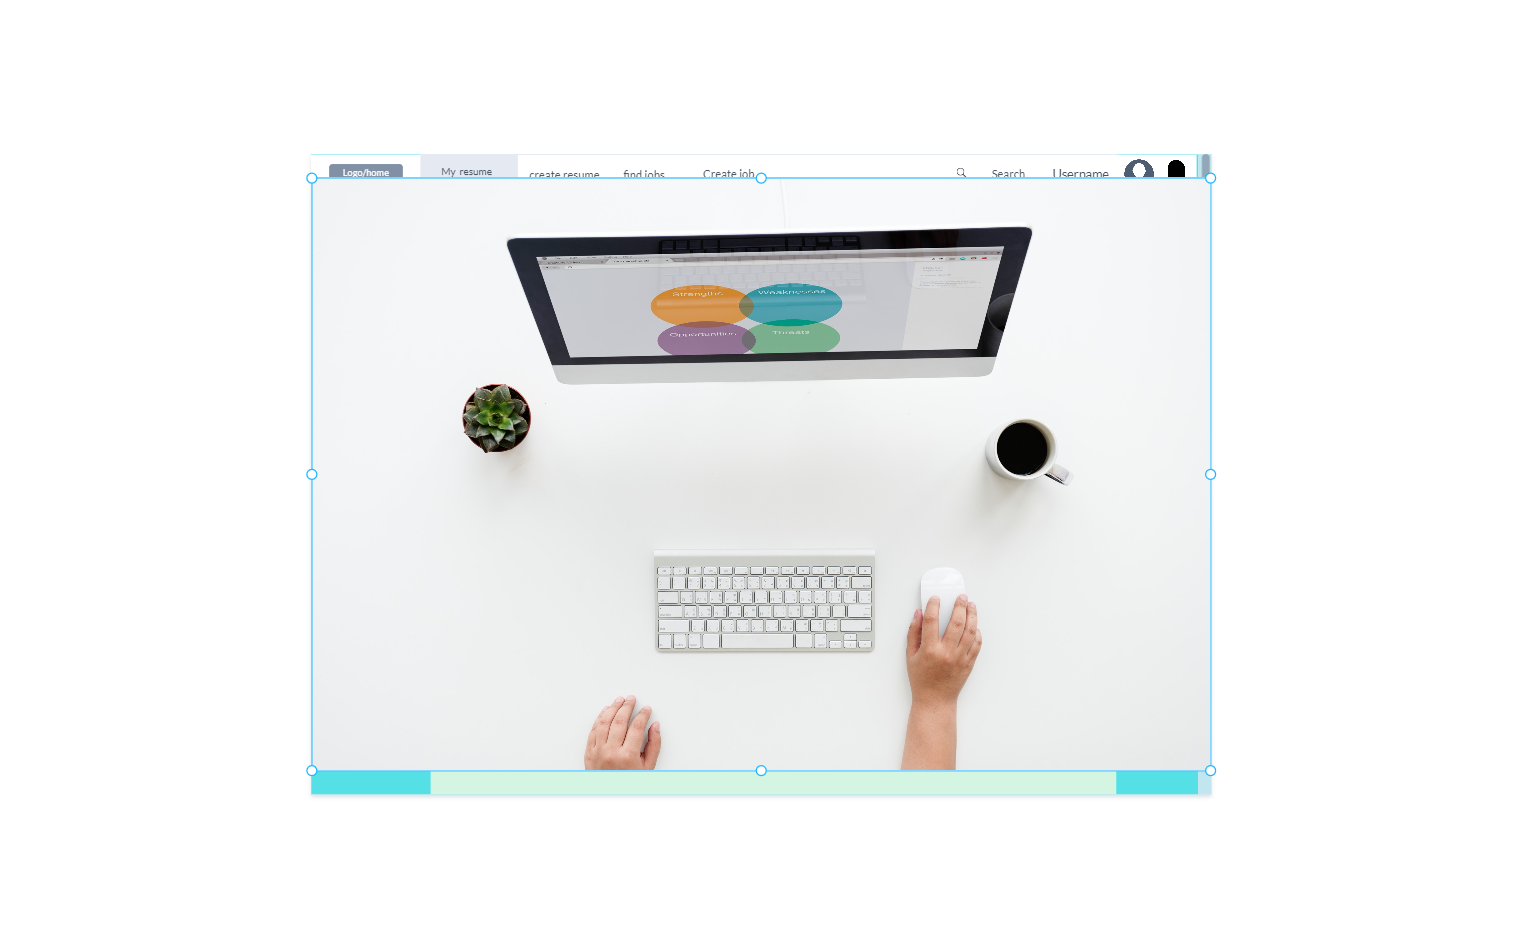 Logo/home
My resume
create resume
find jobs
Create job
Search
Username
Strengths
Weaknesses
Opportunities
Threats